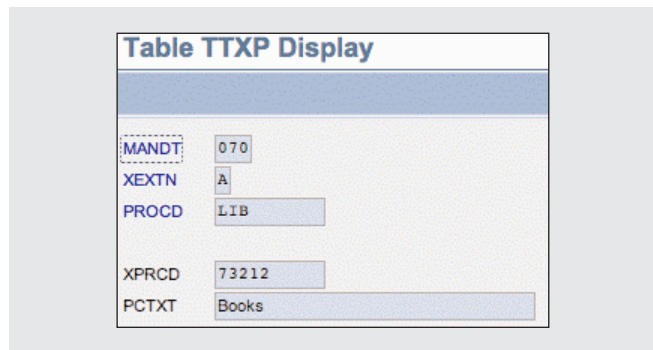 Table TTXP Display
MANDT 070
XEXTN A
PROCD LIB
XPRCD 73212
PCTXT Books